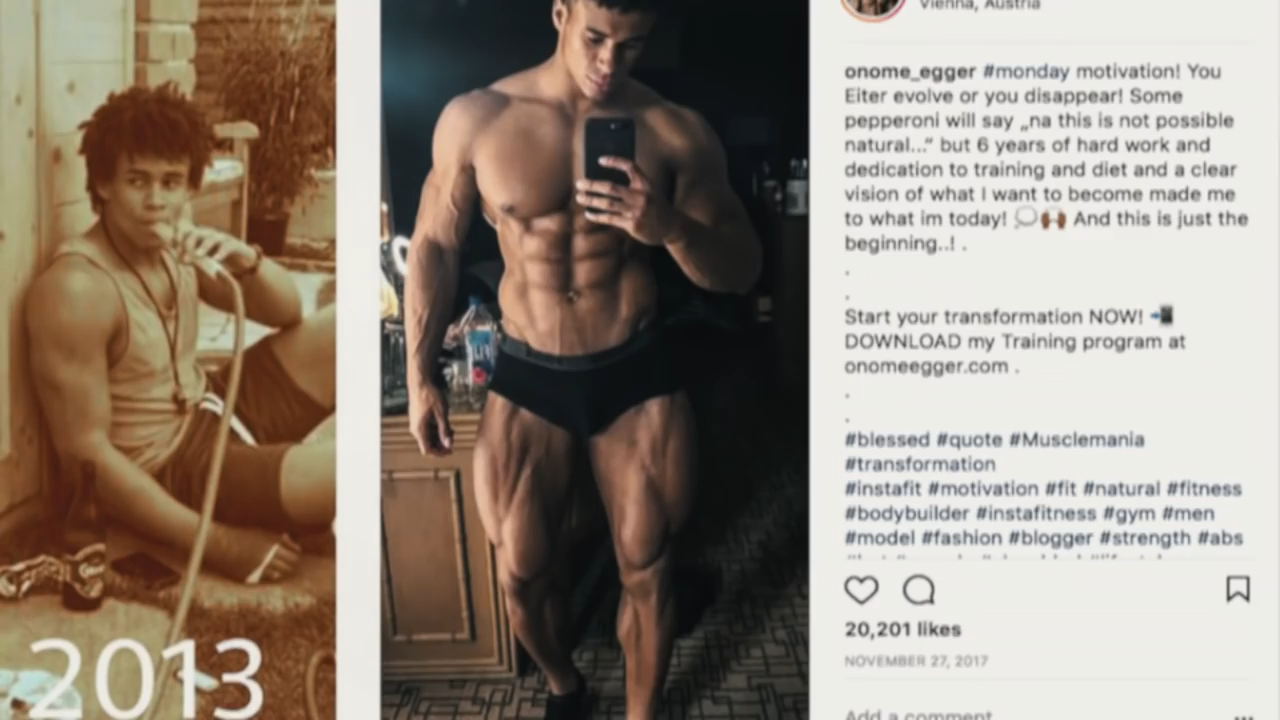 Vienna, Austria
onome_egger #monday motivation! You
Eiter evolve or you disappear! Some
pepperoni will say „na this is not possible
natural...“ but 6 years of hard work and
dedication to training and diet and a clear
vision of what I want to become made me
to what im today! 💭🙌🏾 And this is just the
beginning..! .
.
.
Start your transformation NOW! 📲
DOWNLOAD my Training program at
onomeegger.com .
.
.
#blessed #quote #Musclemania
#transformation
#instafit #motivation #fit #natural #fitness
#bodybuilder #instafitness #gym #men
#model #fashion #blogger #strength #abs
20,201 likes
NOVEMBER 27, 2017
Add a comment
2013